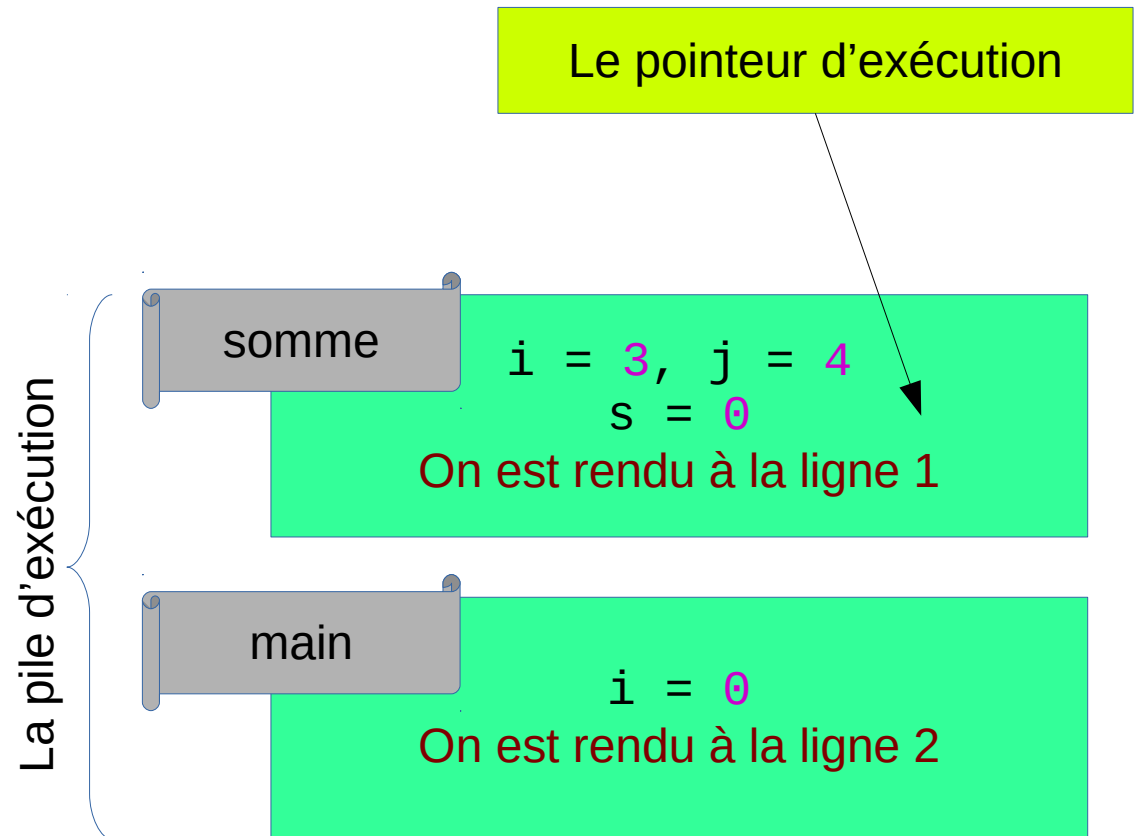 Le pointeur d’exécution
La pile d’exécution
somme
i = 3, j = 4
s = 0
On est rendu à la ligne 1
main
i = 0
On est rendu à la ligne 2